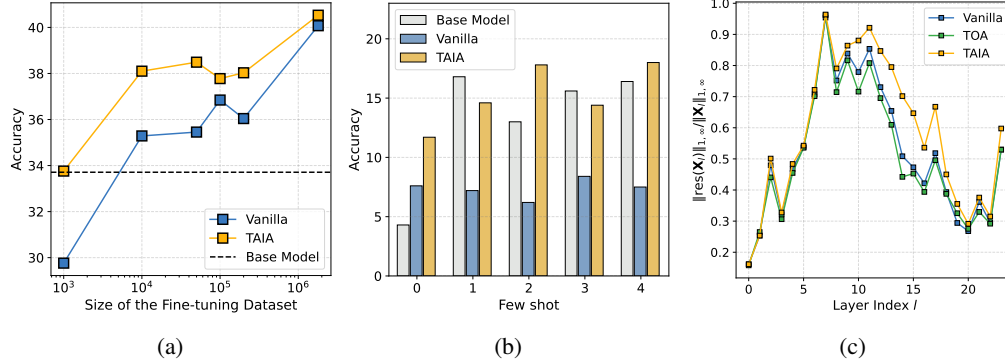 40
38
36
34
32
30
Accuracy
10³
10⁴
10⁵
10⁶
Size of the Fine-tuning Dataset
Vanilla
TAIA
Base Model
(a)
20
15
10
5
0
Accuracy
Base Model
Vanilla
TAIA
0 1 2 3 4
Few shot
(b)
1.0
0.9
0.8
0.7
0.6
0.5
0.4
0.3
0.2
‖res(X_l)‖₁,∞/‖X_l‖₁,∞
Vanilla
TOA
TAIA
0 5 10 15 20
Layer Index l
(c)